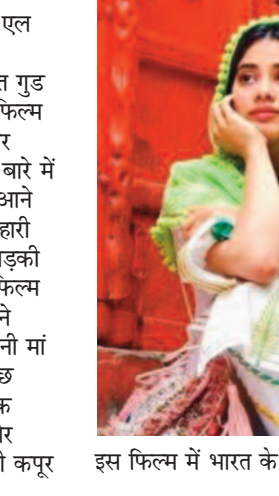 एल
त गुड
फिल्म
र
बारे में
आने
हारी
ड़की
फिल्म
ने
नी मां
छ
क
ोर
ी कपूर
इस फिल्म में भारत के